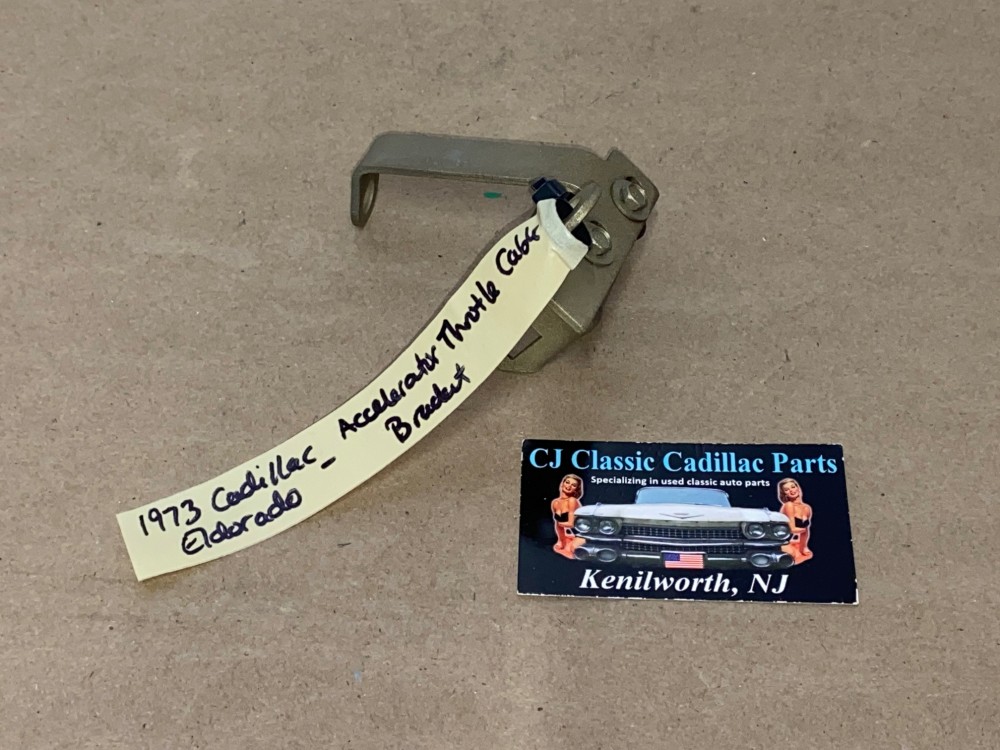 1973 Cadillac_ Accelerator Throttle Cable
Eldorado Bracket
CJ Classic Cadillac Parts
Specializing in used classic auto parts
Kenilworth, NJ